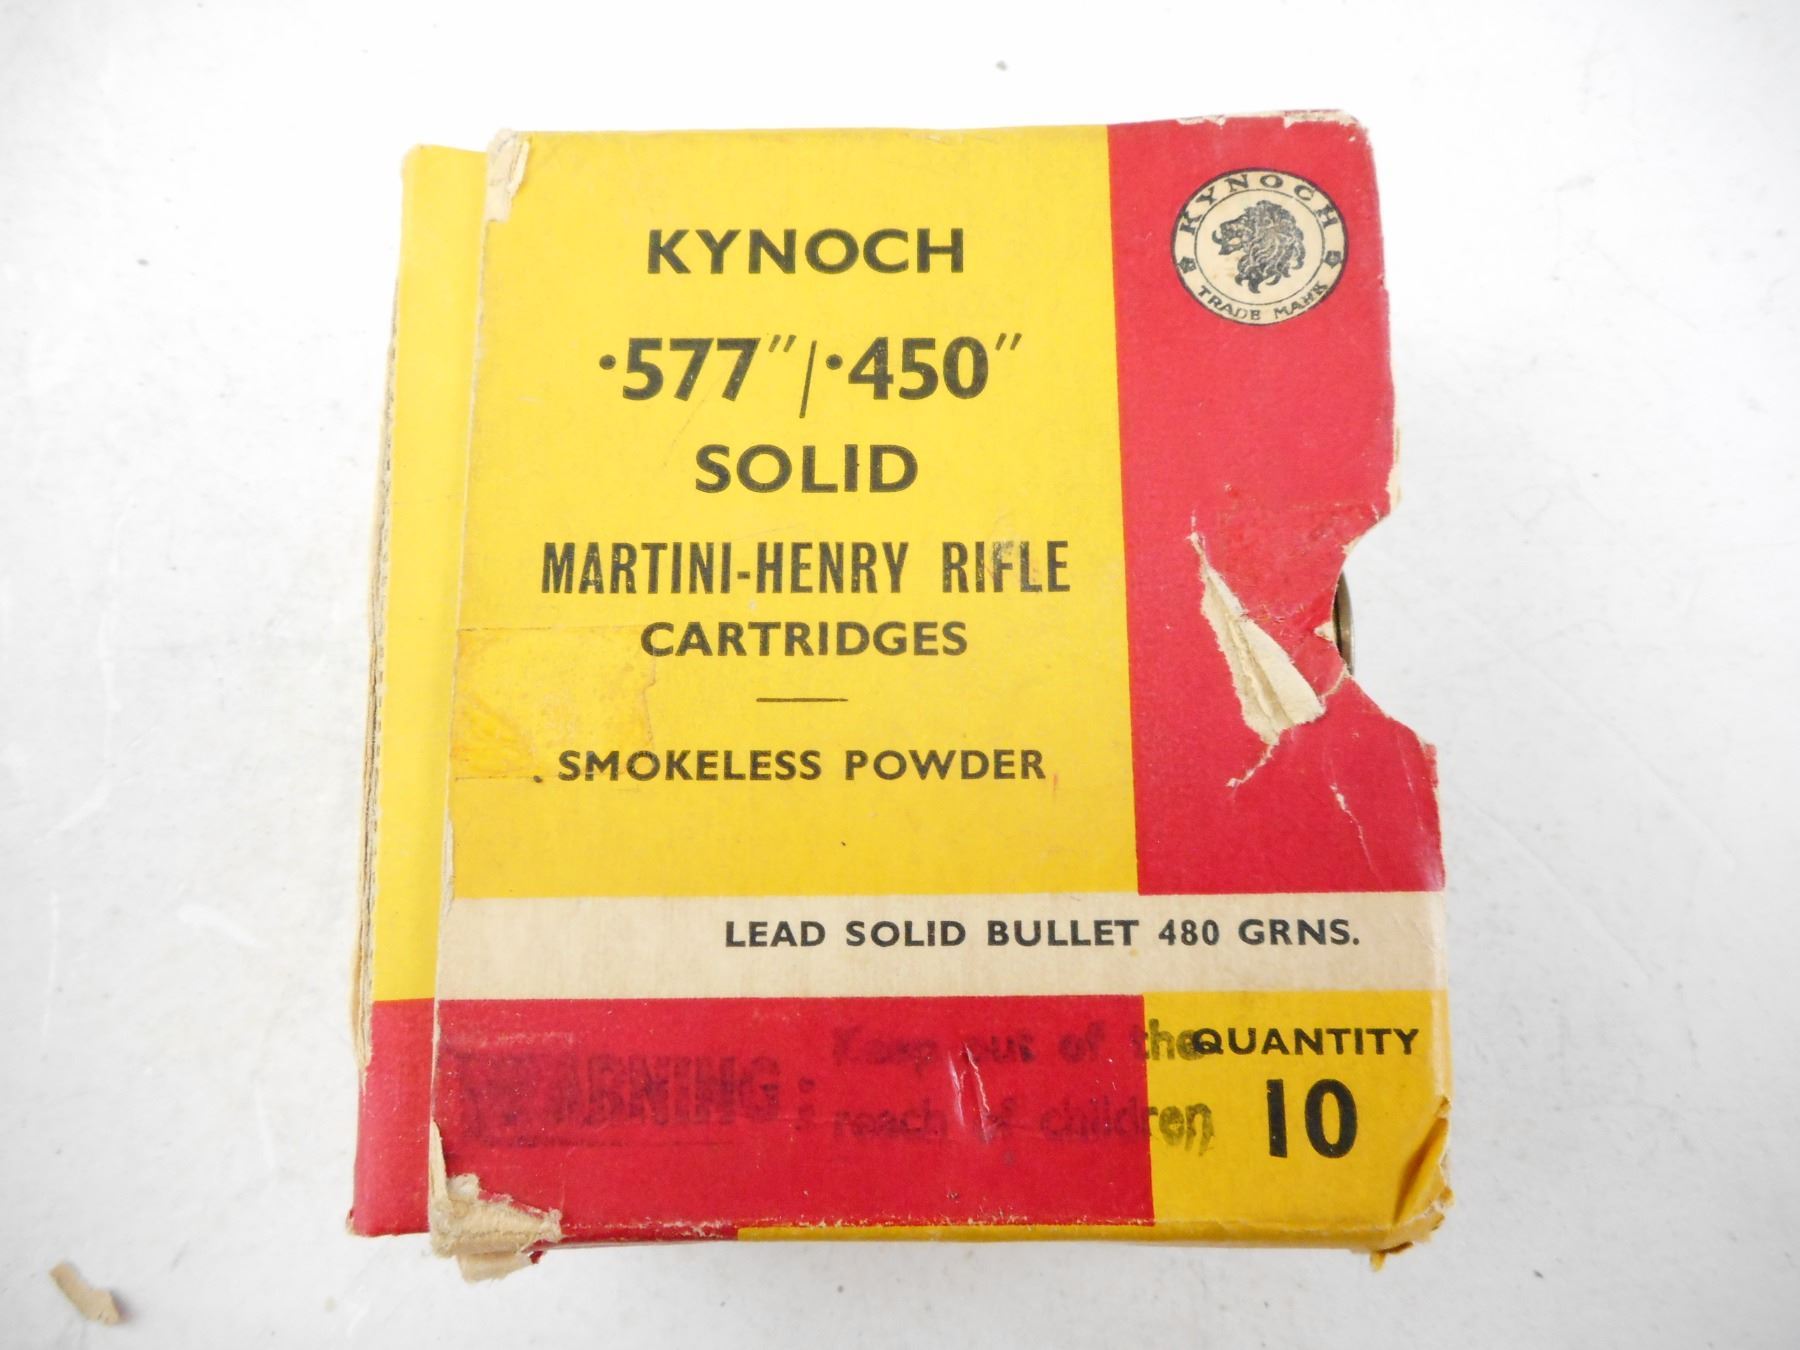 KYNOCH
TRADE MARK
KYNOCH
·577″/·450″
SOLID
MARTINI-HENRY RIFLE
CARTRIDGES
SMOKELESS POWDER
LEAD SOLID BULLET 480 GRNS.
WARNING: Keep out of the
reach of children
QUANTITY
10